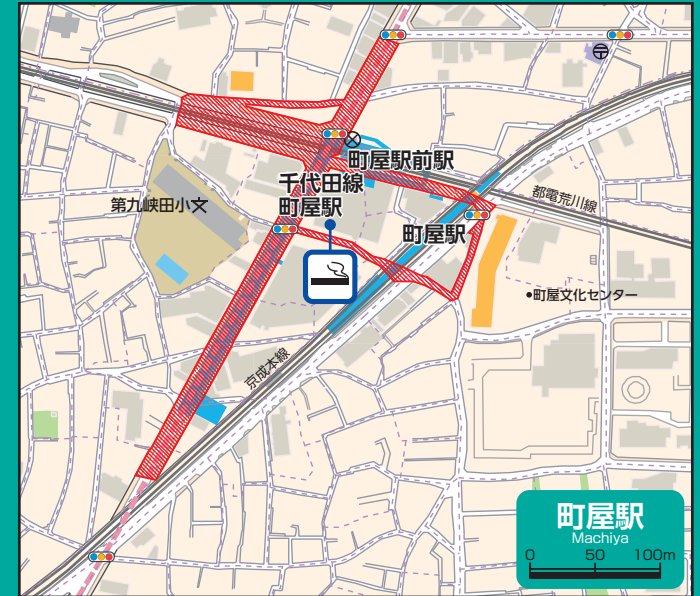 町屋駅前駅
千代田線
町屋駅
都電荒川線
第九峡田小
町屋駅
町屋文化センター
京成本線
町屋駅
Machiya
0 50 100m